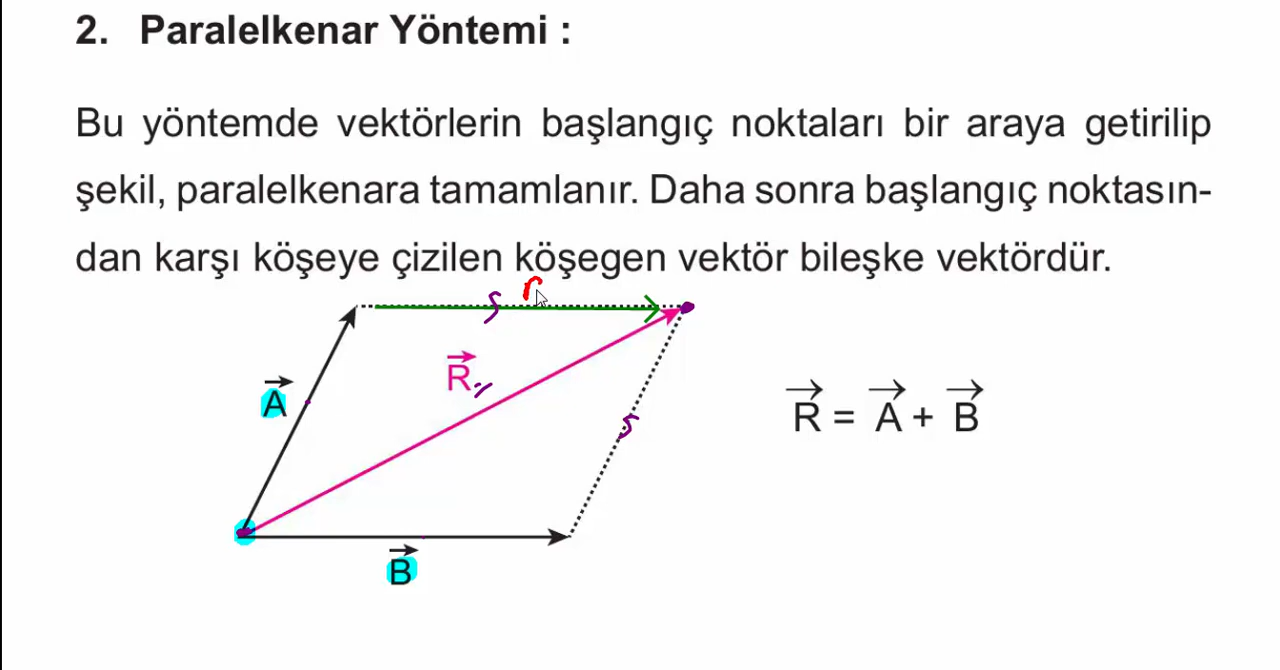 2. Paralelkenar Yöntemi :
Bu yöntemde vektörlerin başlangıç noktaları bir araya getirilip
şekil, paralelkenara tamamlanır. Daha sonra başlangıç noktasın-
dan karşı köşeye çizilen köşegen vektör bileşke vektördür.
R
A
R = A + B
B